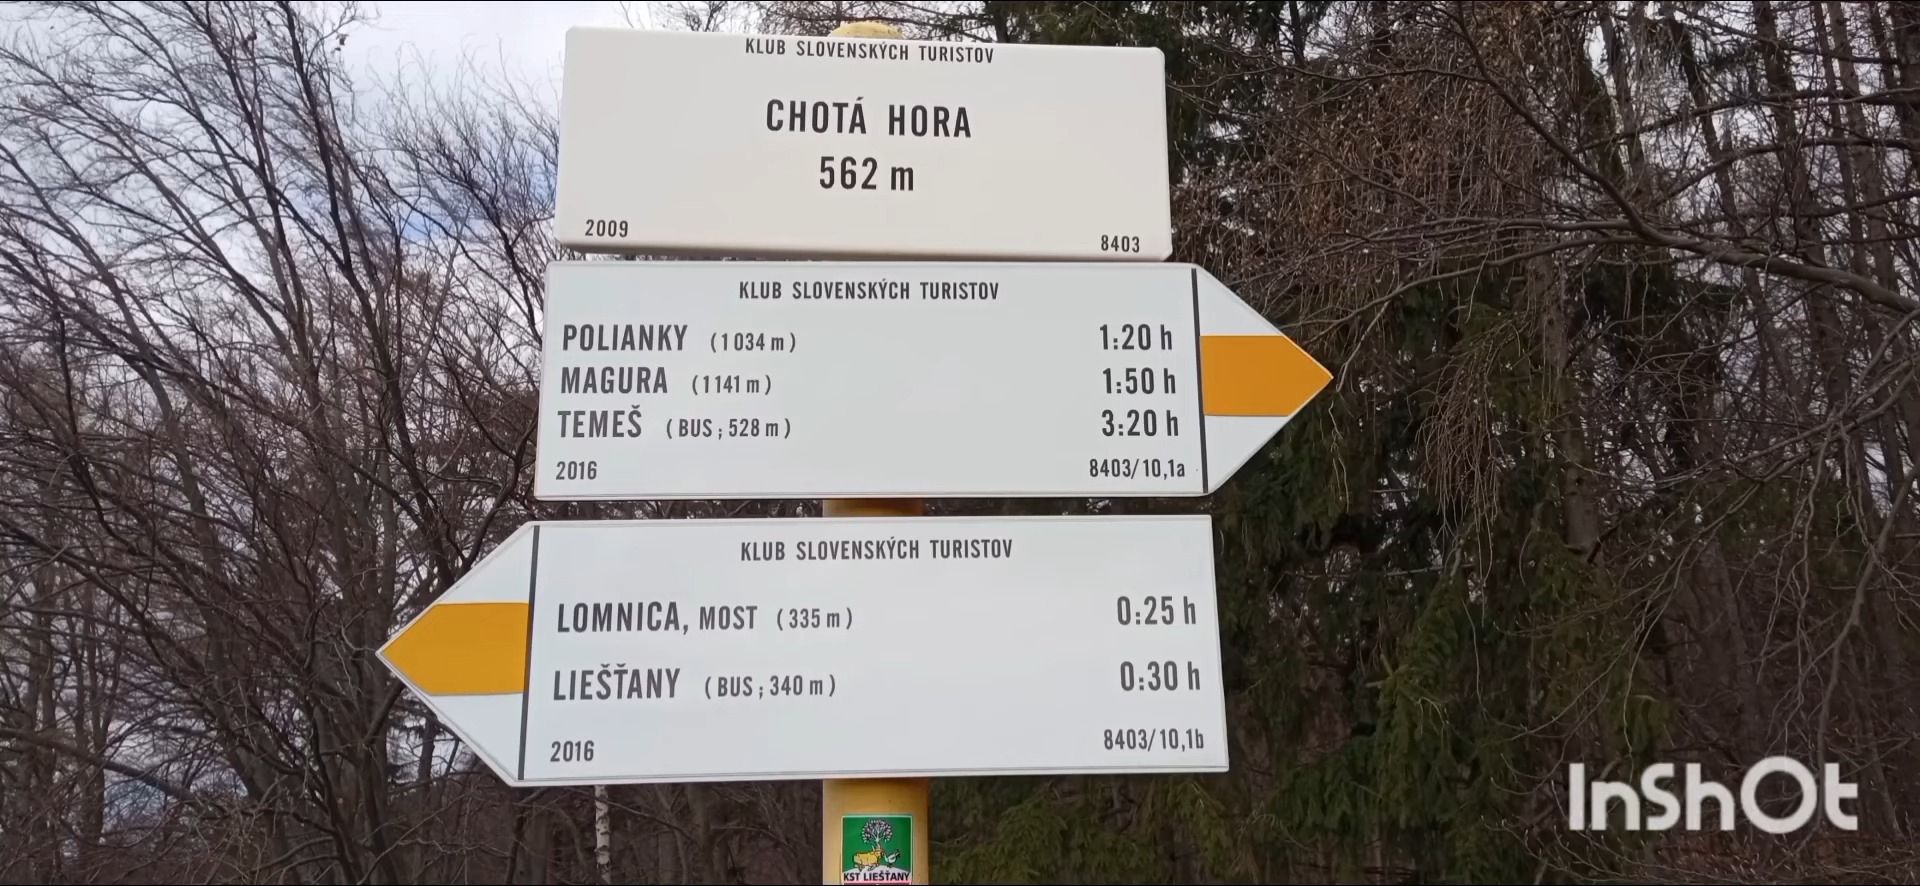 KLUB SLOVENSKÝCH TURISTOV
CHOTÁ HORA
562 m
2009 8403
KLUB SLOVENSKÝCH TURISTOV
POLIANKY (1 034 m) 1:20 h
MAGURA (1141 m) 1:50 h
TEMEŠ (BUS ; 528 m) 3:20 h
2016 8403/10,1a
KLUB SLOVENSKÝCH TURISTOV
LOMNICA, MOST (335 m) 0:25 h
LIEŠŤANY (BUS ; 340 m) 0:30 h
2016 8403/10,1b
KST LIEŠŤANY
InShOt